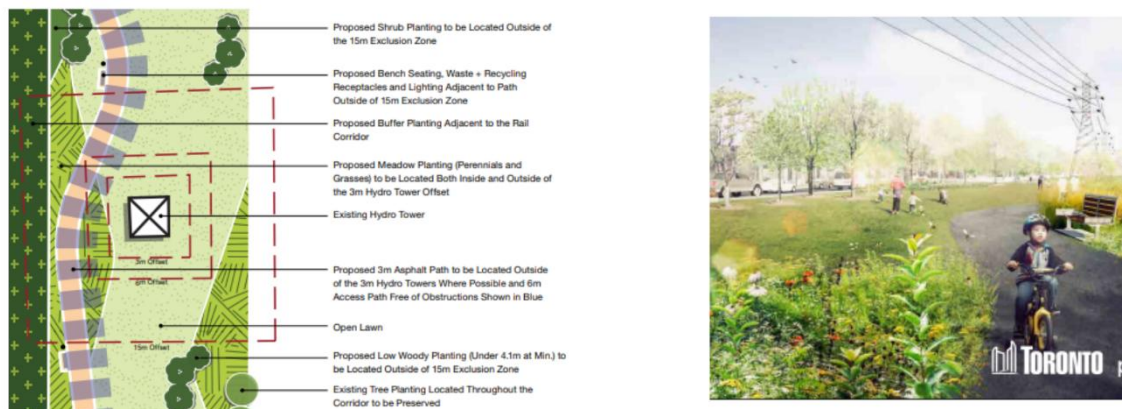 Proposed Shrub Planting to be Located Outside of
the 15m Exclusion Zone
Proposed Bench Seating, Waste + Recycling
Receptacles and Lighting Adjacent to Path
Outside of 15m Exclusion Zone
Proposed Buffer Planting Adjacent to the Rail
Corridor
Proposed Meadow Planting (Perennials and
Grasses) to be Located Both Inside and Outside of
the 3m Hydro Tower Offset
Existing Hydro Tower
3m Offset
6m Offset
Proposed 3m Asphalt Path to be Located Outside
of the 3m Hydro Towers Where Possible and 6m
Access Path Free of Obstructions Shown in Blue
Open Lawn
15m Offset
Proposed Low Woody Planting (Under 4.1m at Min.) to
be Located Outside of 15m Exclusion Zone
Existing Tree Planting Located Throughout the
Corridor to be Preserved
TORONTO